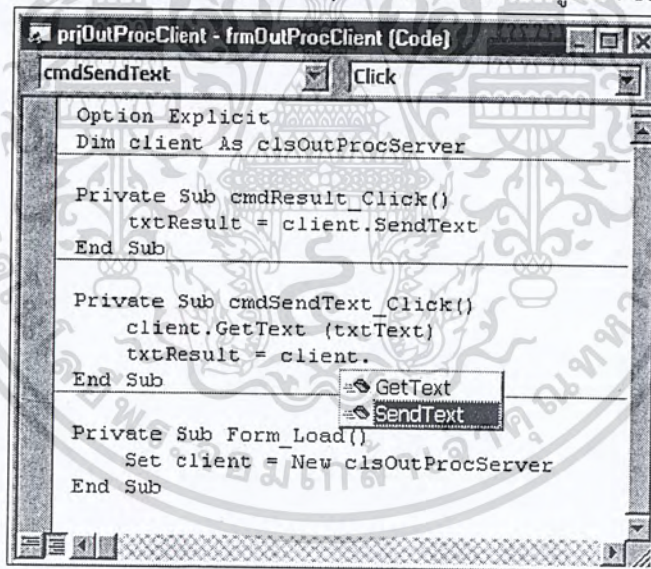 prjOutProcClient - frmOutProcClient (Code)
cmdSendText Click
Option Explicit
Dim client As clsOutProcServer
Private Sub cmdResult_Click()
txtResult = client.SendText
End Sub
Private Sub cmdSendText_Click()
client.GetText (txtText)
txtResult = client.
End Sub
GetText
SendText
Private Sub Form_Load()
Set client = New clsOutProcServer
End Sub